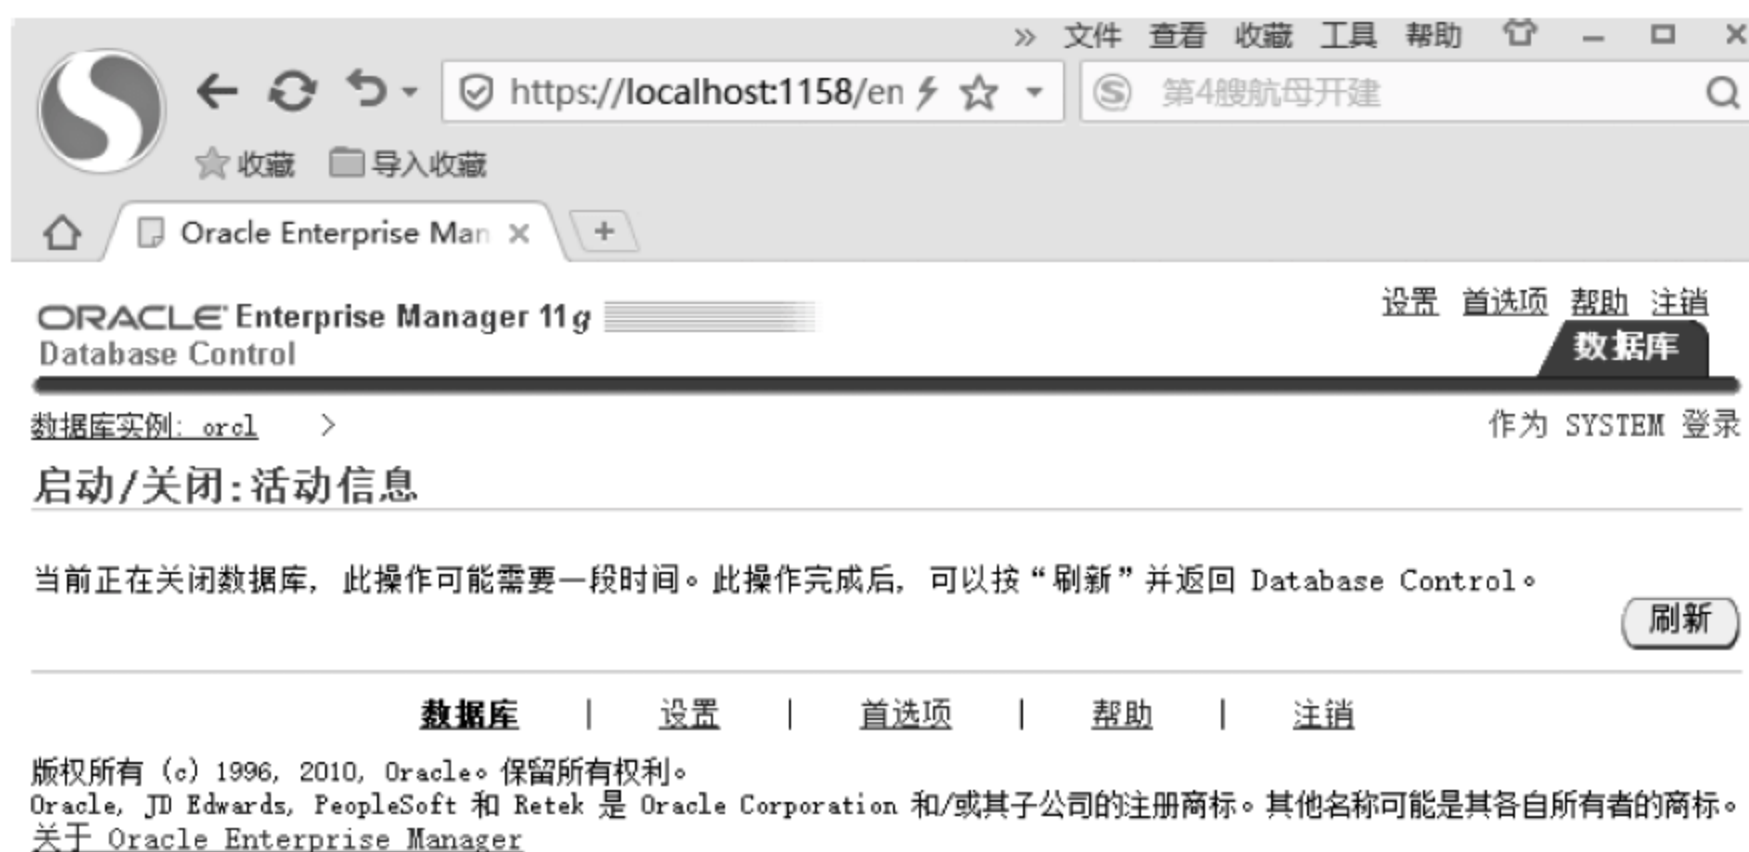 » 文件 查看 收藏 工具 帮助
https://localhost:1158/en 第4艘航母开建
收藏 导入收藏
Oracle Enterprise Man
设置 首选项 帮助 注销
ORACLE Enterprise Manager 11g
数据库
Database Control
数据库实例: orcl >
作为 SYSTEM 登录
启动/关闭:活动信息
当前正在关闭数据库, 此操作可能需要一段时间。此操作完成后, 可以按“刷新”并返回 Database Control。
刷新
数据库 | 设置 | 首选项 | 帮助 | 注销
版权所有 (c) 1996, 2010, Oracle。保留所有权利。
Oracle, JD Edwards, PeopleSoft 和 Retek 是 Oracle Corporation 和/或其子公司的注册商标。其他名称可能是其各自所有者的商标。
关于 Oracle Enterprise Manager